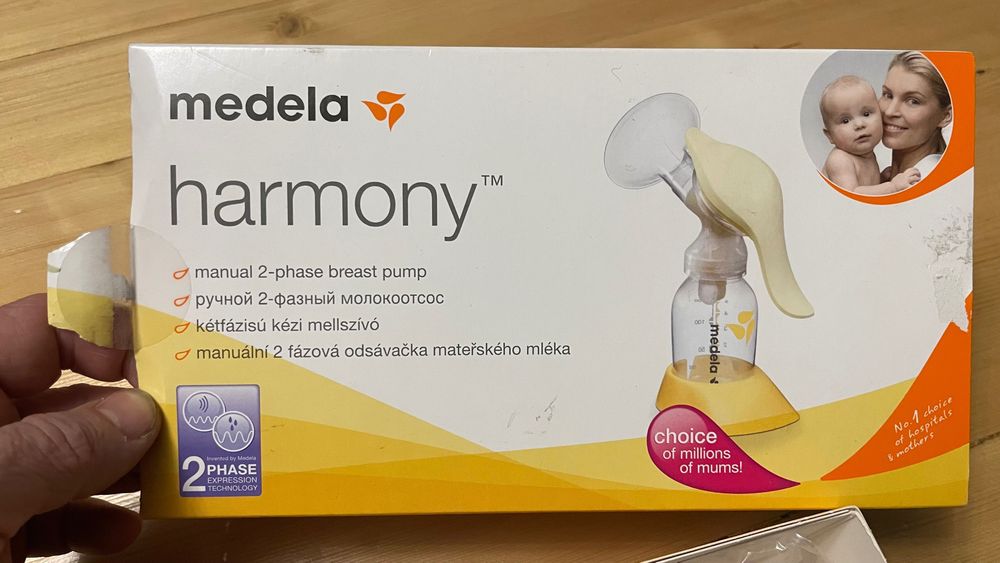 medela
harmony™
manual 2-phase breast pump
ручной 2-фазный молокоотсос
kétfázisú kézi mellszívó
manuální 2 fázová odsávačka mateřského mléka
Invented by Medela
2 PHASE
EXPRESSION
TECHNOLOGY
100
50
medela
choice
of millions
of mums!
No.1 choice
of hospitals
& mothers